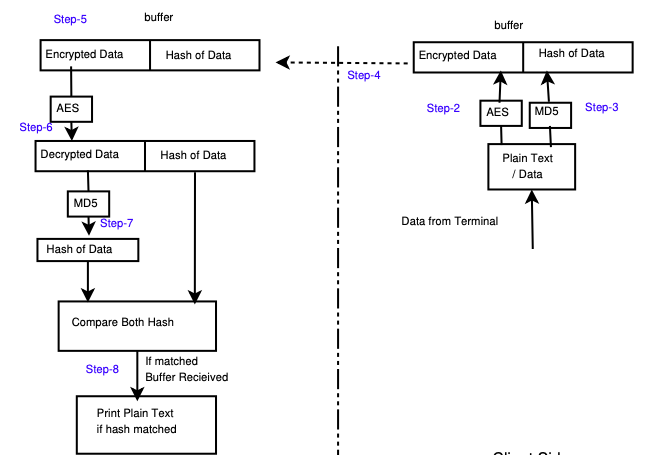 Step-5
buffer
Encrypted Data
Hash of Data
AES
Step-6
Decrypted Data
Hash of Data
MD5
Step-7
Hash of Data
Compare Both Hash
Step-8
If matched
Buffer Recieived
Print Plain Text
if hash matched
Step-4
buffer
Encrypted Data
Hash of Data
Step-2
AES
MD5
Step-3
Plain Text
/ Data
Data from Terminal